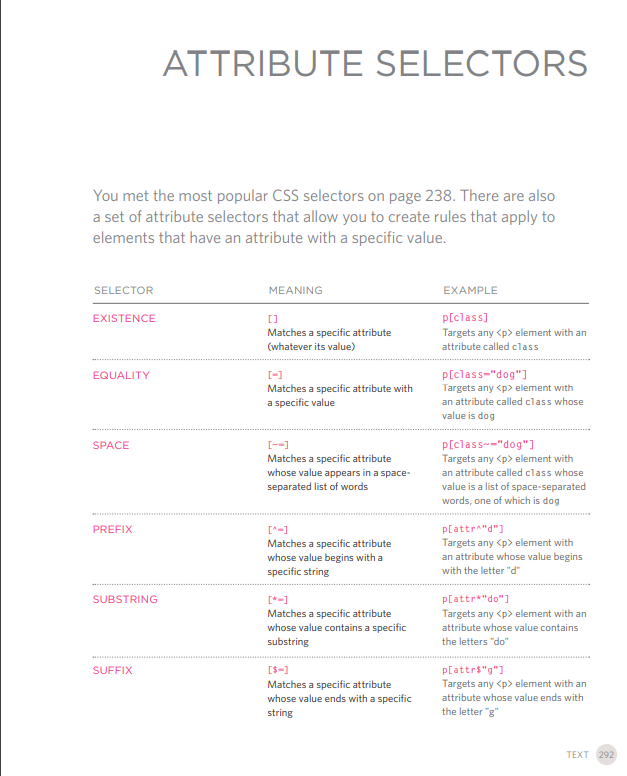 ATTRIBUTE SELECTORS
You met the most popular CSS selectors on page 238. There are also
a set of attribute selectors that allow you to create rules that apply to
elements that have an attribute with a specific value.
SELECTOR MEANING EXAMPLE
EXISTENCE
[]
Matches a specific attribute
(whatever its value)
p[class]
Targets any <p> element with an
attribute called class
EQUALITY
[=]
Matches a specific attribute with
a specific value
p[class="dog"]
Targets any <p> element with
an attribute called class whose
value is dog
SPACE
[~=]
Matches a specific attribute
whose value appears in a space-
separated list of words
p[class~="dog"]
Targets any <p> element with
an attribute called class whose
value is a list of space-separated
words, one of which is dog
PREFIX
[^=]
Matches a specific attribute
whose value begins with a
specific string
p[attr^"d"]
Targets any <p> element with
an attribute whose value begins
with the letter "d"
SUBSTRING
[*=]
Matches a specific attribute
whose value contains a specific
substring
p[attr*"do"]
Targets any <p> element with an
attribute whose value contains
the letters "do"
SUFFIX
[$=]
Matches a specific attribute
whose value ends with a specific
string
p[attr$"g"]
Targets any <p> element with an
attribute whose value ends with
the letter "g"
TEXT 292